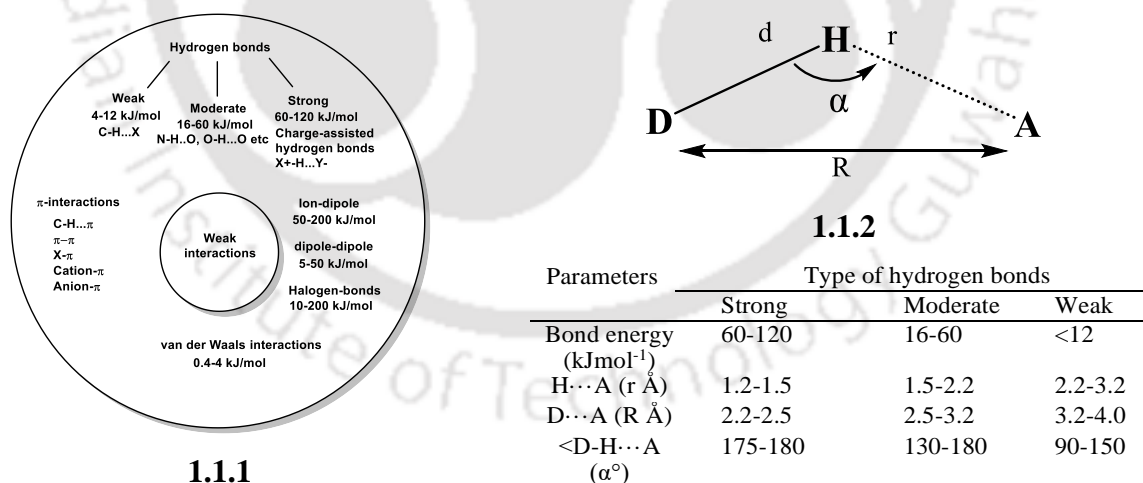 Hydrogen bonds
Weak
4-12 kJ/mol
C-H...X
Moderate
16-60 kJ/mol
N-H..O, O-H...O etc
Strong
60-120 kJ/mol
Charge-assisted
hydrogen bonds
X+-H...Y-
π-interactions
C-H...π
π−π
X-π
Cation-π
Anion-π
Weak
interactions
Ion-dipole
50-200 kJ/mol
dipole-dipole
5-50 kJ/mol
Halogen-bonds
10-200 kJ/mol
van der Waals interactions
0.4-4 kJ/mol
1.1.1
d H r
α
D A
R
1.1.2
Parameters Type of hydrogen bonds
Strong Moderate Weak
Bond energy 60-120 16-60 <12
(kJmol-1)
H···A (r Å) 1.2-1.5 1.5-2.2 2.2-3.2
D···A (R Å) 2.2-2.5 2.5-3.2 3.2-4.0
<D-H···A 175-180 130-180 90-150
(α°)
dian Institute of Technology Guwah